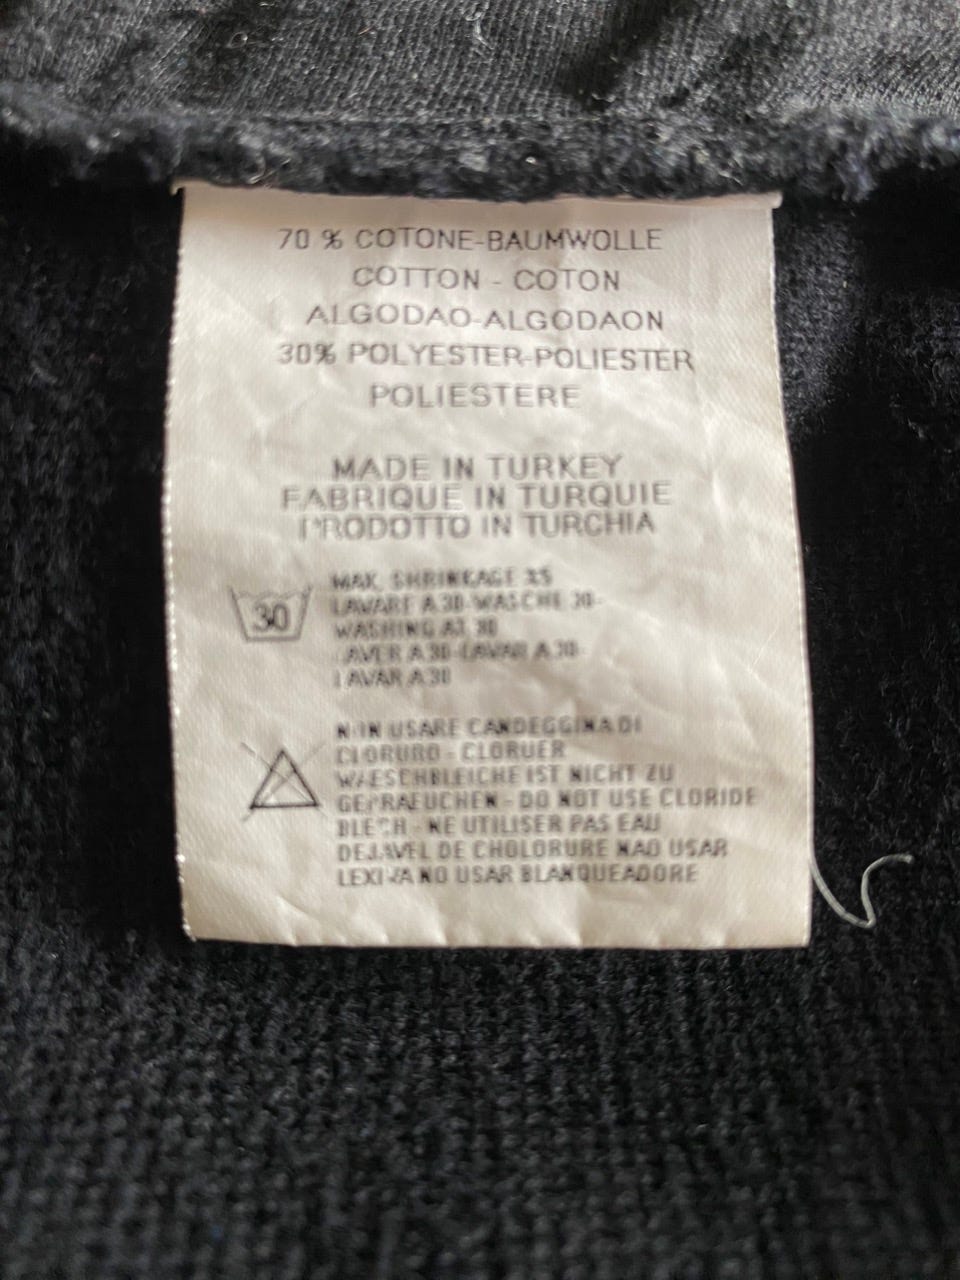 70 % COTONE-BAUMWOLLE
COTTON - COTON
ALGODAO-ALGODAON
30% POLYESTER-POLIESTER
POLIESTERE
MADE IN TURKEY
FABRIQUE IN TURQUIE
PRODOTTO IN TURCHIA
30
MAX. SHRINKAGE %5
LAVARE A 30-WASCHE 30-
WASHING AT 30
LAVER A 30-LAVAR A 30-
LAVAR A 30
NON USARE CANDEGGINA DI
CLORURO - CLORUER
WAESCHBLEICHE IST NICHT ZU
GEPRAEUCHEN - DO NOT USE CLORIDE
BLECH - NE UTILISER PAS EAU
DEJAVEL DE CHOLORURE NAO USAR
LEXIVA NO USAR BLANQUEADORE